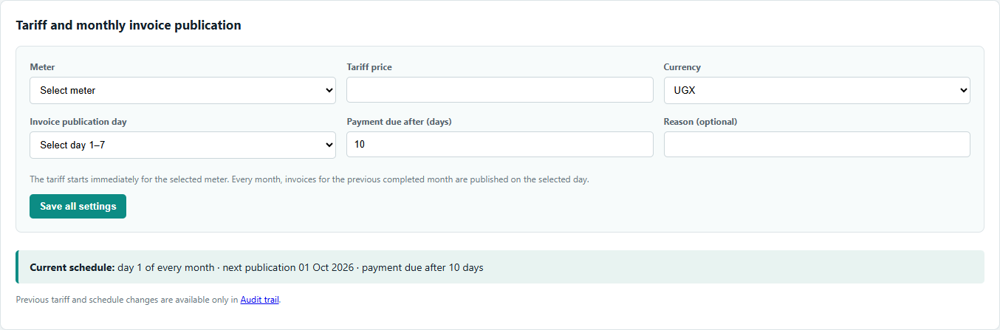 Tariff and monthly invoice publication
Meter
Tariff price
Currency
Select meter
UGX
Invoice publication day
Payment due after (days)
Reason (optional)
Select day 1–7
10
The tariff starts immediately for the selected meter. Every month, invoices for the previous completed month are published on the selected day.
Save all settings
Current schedule: day 1 of every month · next publication 01 Oct 2026 · payment due after 10 days
Previous tariff and schedule changes are available only in Audit trail.